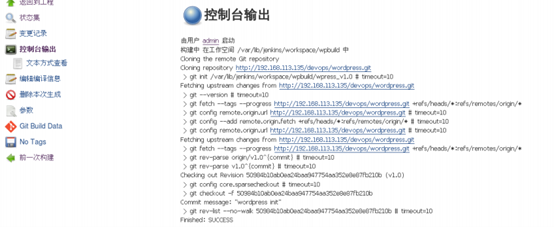 返回到工程
状态集
变更记录
控制台输出
文本方式查看
编辑编译信息
删除本次生成
参数
Git Build Data
No Tags
前一次构建
控制台输出
由用户 admin 启动
构建中 在工作空间 /var/lib/jenkins/workspace/wpbuild 中
Cloning the remote Git repository
Cloning repository http://192.168.113.135/devops/wordpress.git
> git init /var/lib/jenkins/workspace/wpbuild/wpress_v1.0 # timeout=10
Fetching upstream changes from http://192.168.113.135/devops/wordpress.git
> git --version # timeout=10
> git fetch --tags --progress http://192.168.113.135/devops/wordpress.git +refs/heads/*:refs/remotes/origin/*
> git config remote.origin.url http://192.168.113.135/devops/wordpress.git # timeout=10
> git config --add remote.origin.fetch +refs/heads/*:refs/remotes/origin/* # timeout=10
> git config remote.origin.url http://192.168.113.135/devops/wordpress.git # timeout=10
Fetching upstream changes from http://192.168.113.135/devops/wordpress.git
> git fetch --tags --progress http://192.168.113.135/devops/wordpress.git +refs/heads/*:refs/remotes/origin/*
> git rev-parse origin/v1.0^{commit} # timeout=10
> git rev-parse v1.0^{commit} # timeout=10
Checking out Revision 50984b10ab0ea24baa947754aa352e8e87fb210b (v1.0)
> git config core.sparsecheckout # timeout=10
> git checkout -f 50984b10ab0ea24baa947754aa352e8e87fb210b
Commit message: "wordpress init"
> git rev-list --no-walk 50984b10ab0ea24baa947754aa352e8e87fb210b # timeout=10
Finished: SUCCESS